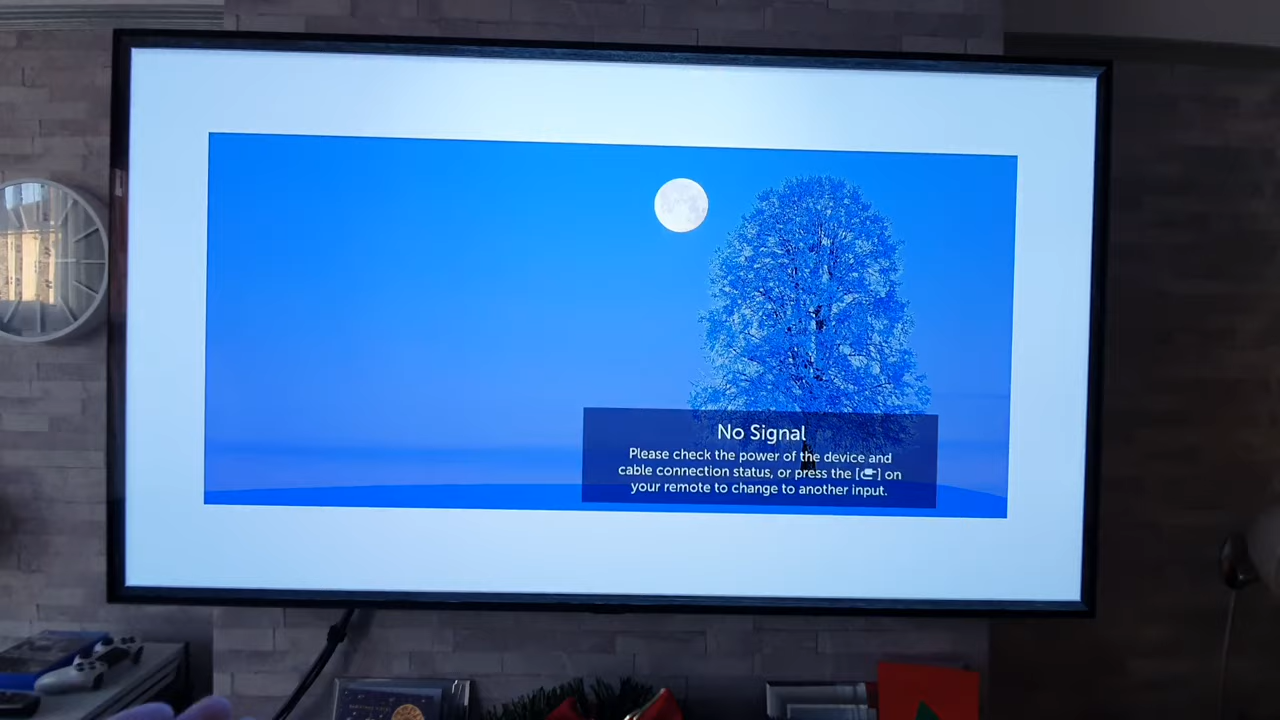 No Signal
Please check the power of the device and
cable connection status, or press the [] on
your remote to change to another input.